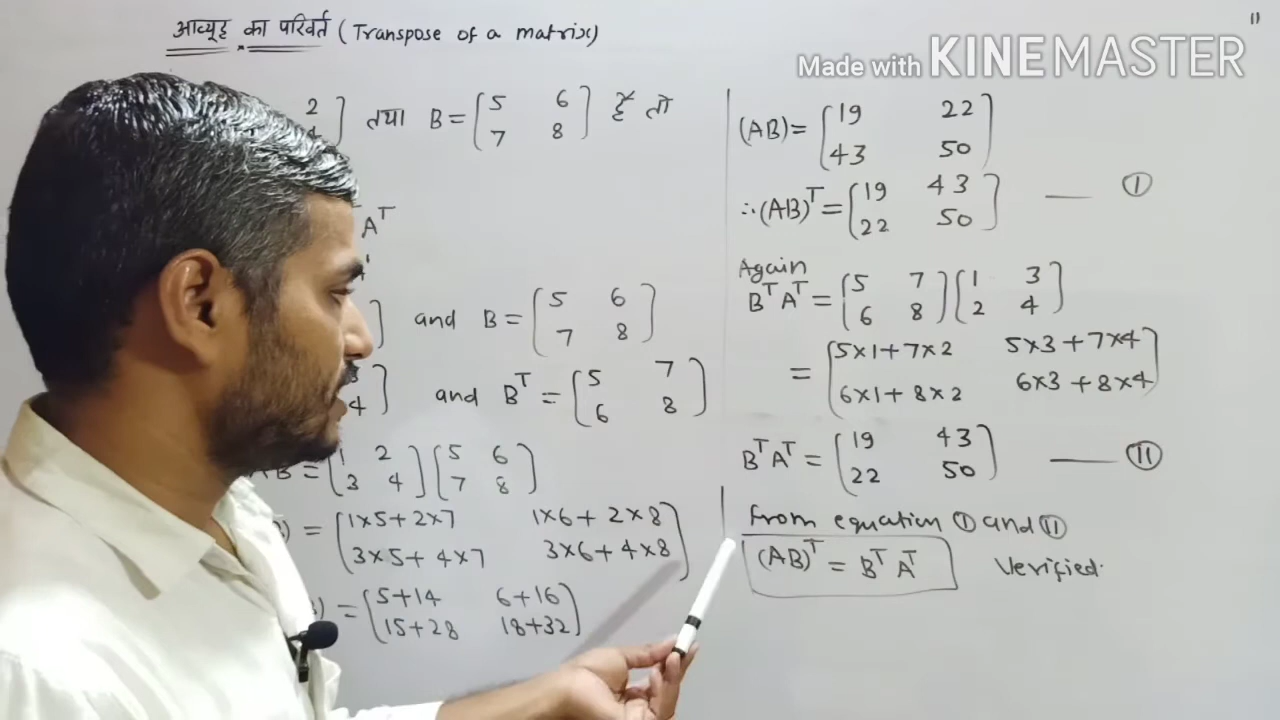 आव्यूह का परिवर्त (Transpose of a matrix)
11
Made with KINEMASTER
2] तथा B = [5 6
7 8] हैं तो
A^T
and B = [5 6
7 8]
4] and B^T = [5 7
6 8]
AB = [1 2
3 4] [5 6
7 8]
= [1×5+2×7 1×6+2×8
3×5+4×7 3×6+4×8]
= [5+14 6+16
15+28 18+32]
(AB) = [19 22
43 50]
∴ (AB)^T = [19 43
22 50] —— Ⓘ
Again
B^T A^T = [5 7
6 8] [1 3
2 4]
= [5×1+7×2 5×3+7×4
6×1+8×2 6×3+8×4]
B^T A^T = [19 43
22 50] —— (II)
from equation Ⓘ and (II)
(AB)^T = B^T A^T Verified.